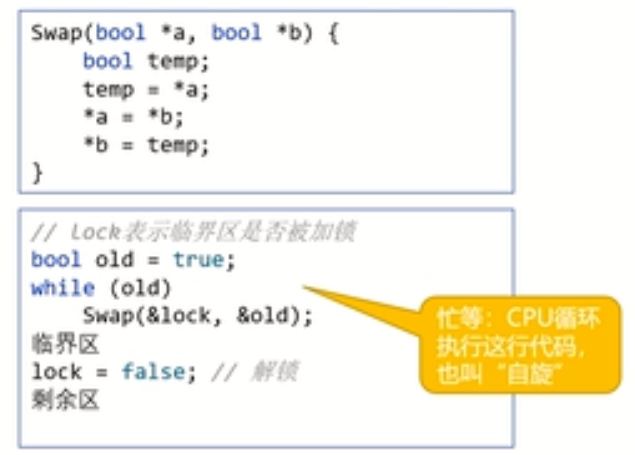 Swap(bool *a, bool *b) {
    bool temp;
    temp = *a;
    *a = *b;
    *b = temp;
}
// Lock表示临界区是否被加锁
bool old = true;
while (old)
    Swap(&lock, &old);
临界区
lock = false; // 解锁
剩余区
忙等：CPU循环
执行这行代码，
也叫“自旋”